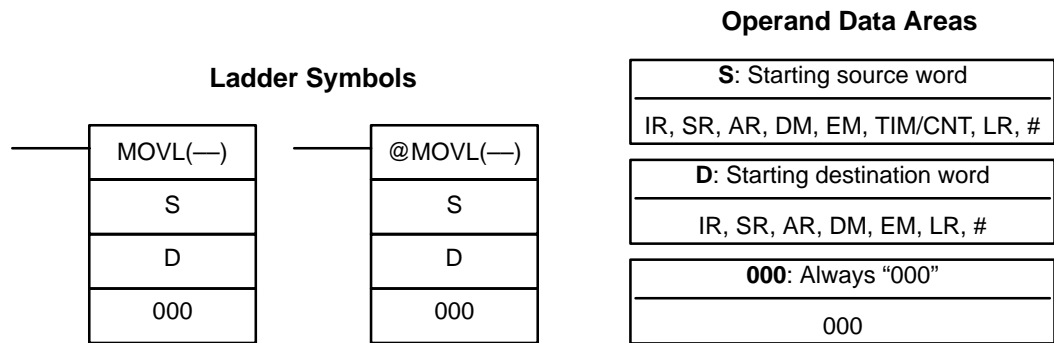 Operand Data Areas
Ladder Symbols
S: Starting source word
IR, SR, AR, DM, EM, TIM/CNT, LR, #
MOVL(––)
@MOVL(––)
S
S
D: Starting destination word
IR, SR, AR, DM, EM, LR, #
D
D
000: Always “000”
000
000
000